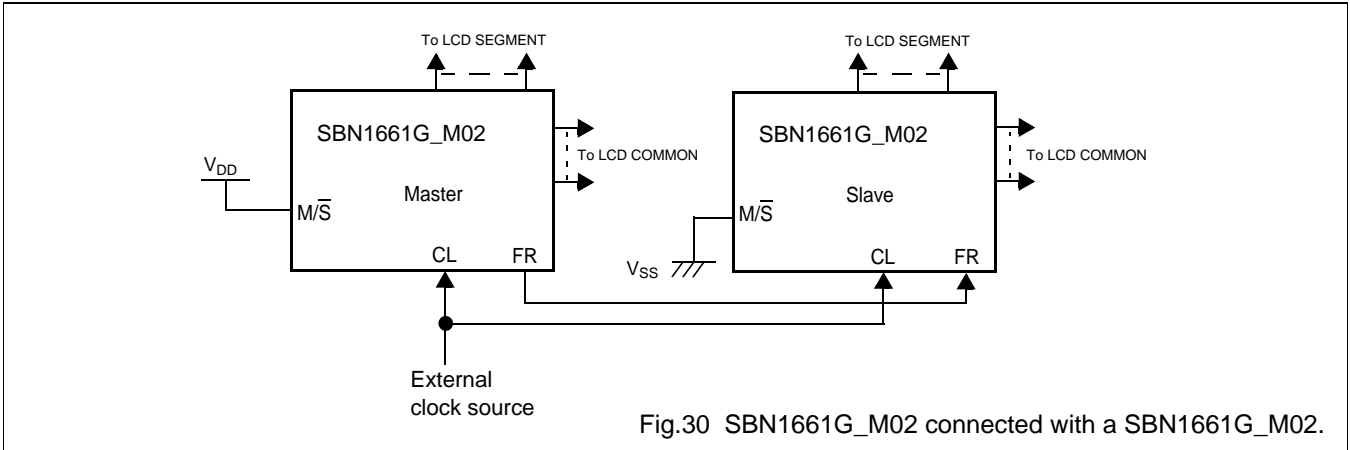 To LCD SEGMENT
To LCD SEGMENT
SBN1661G_M02
SBN1661G_M02
To LCD COMMON
To LCD COMMON
VDD
Master
Slave
M/S̅
M/S̅
CL FR
CL FR
VSS
External
clock source
Fig.30 SBN1661G_M02 connected with a SBN1661G_M02.